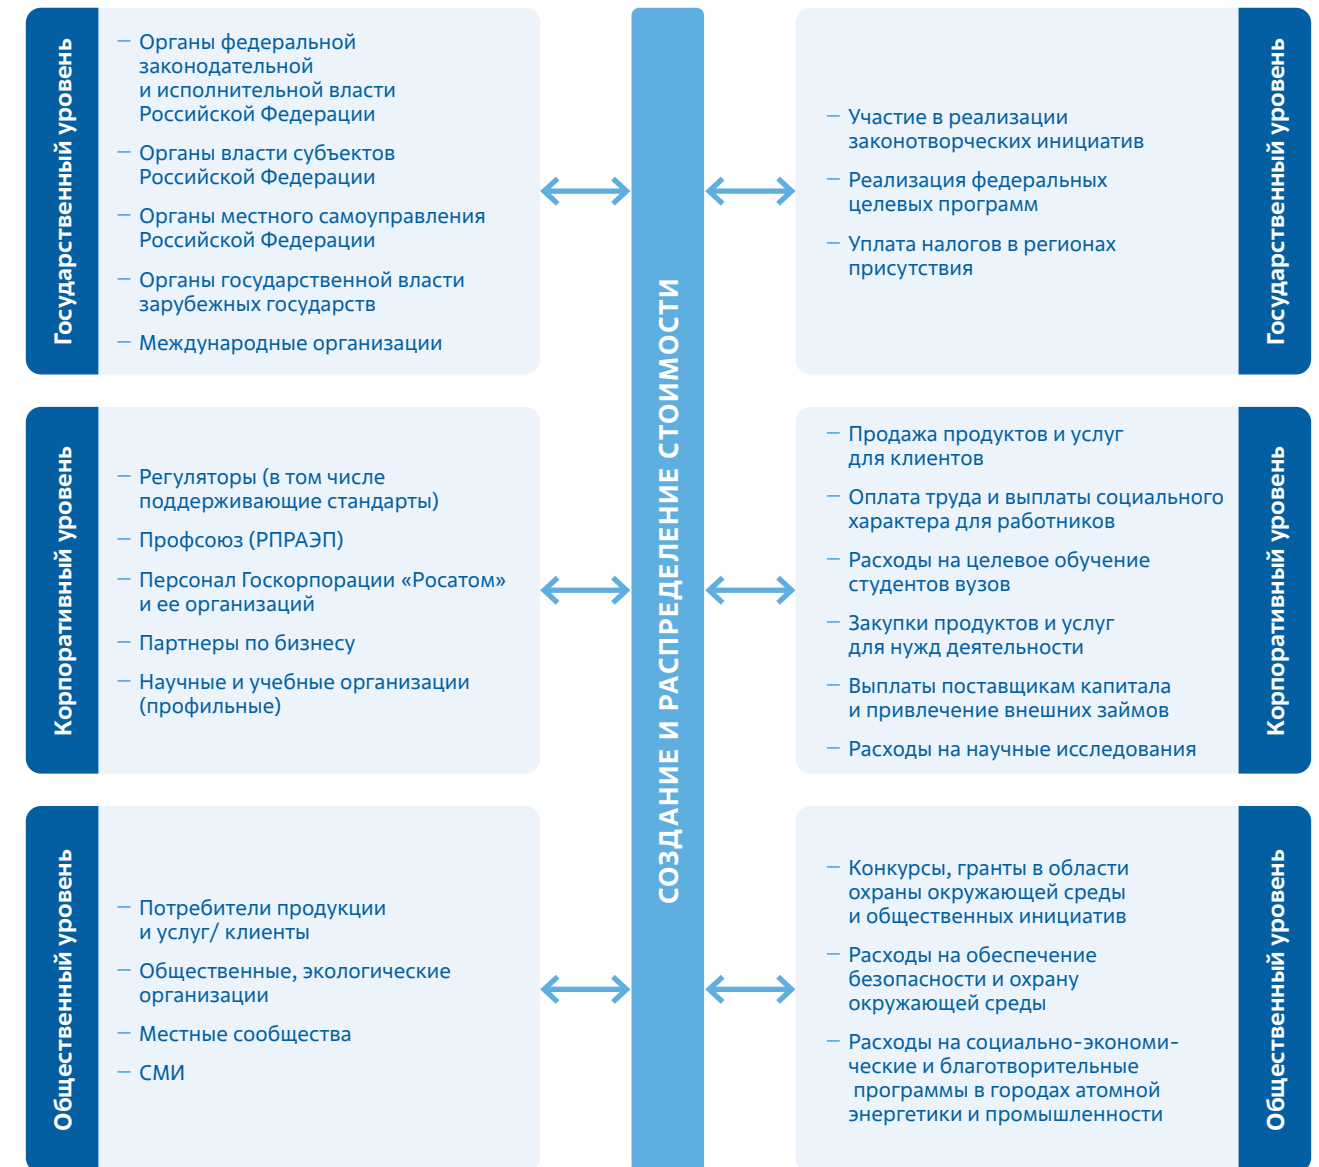 Государственный уровень
– Органы федеральной
законодательной
и исполнительной власти
Российской Федерации
– Органы власти субъектов
Российской Федерации
– Органы местного самоуправления
Российской Федерации
– Органы государственной власти
зарубежных государств
– Международные организации
Корпоративный уровень
– Регуляторы (в том числе
поддерживающие стандарты)
– Профсоюз (РПРАЭП)
– Персонал Госкорпорации «Росатом»
и ее организаций
– Партнеры по бизнесу
– Научные и учебные организации
(профильные)
Общественный уровень
– Потребители продукции
и услуг/ клиенты
– Общественные, экологические
организации
– Местные сообщества
– СМИ
СОЗДАНИЕ И РАСПРЕДЕЛЕНИЕ СТОИМОСТИ
– Участие в реализации
законотворческих инициатив
– Реализация федеральных
целевых программ
– Уплата налогов в регионах
присутствия
Государственный уровень
– Продажа продуктов и услуг
для клиентов
– Оплата труда и выплаты социального
характера для работников
– Расходы на целевое обучение
студентов вузов
– Закупки продуктов и услуг
для нужд деятельности
– Выплаты поставщикам капитала
и привлечение внешних займов
– Расходы на научные исследования
Корпоративный уровень
– Конкурсы, гранты в области
охраны окружающей среды
и общественных инициатив
– Расходы на обеспечение
безопасности и охрану
окружающей среды
– Расходы на социально-экономи-
ческие и благотворительные
программы в городах атомной
энергетики и промышленности
Общественный уровень